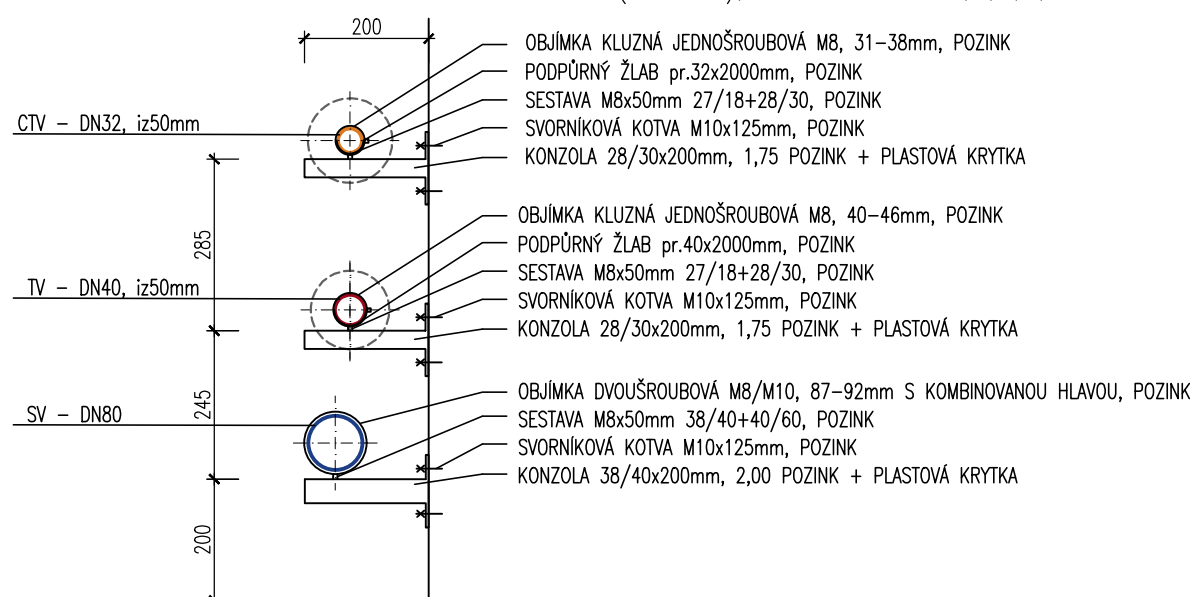 200
OBJÍMKA KLUZNÁ JEDNOŠROUBOVÁ M8, 31-38mm, POZINK
PODPŮRNÝ ŽLAB pr.32x2000mm, POZINK
SESTAVA M8x50mm 27/18+28/30, POZINK
SVORNÍKOVÁ KOTVA M10x125mm, POZINK
KONZOLA 28/30x200mm, 1,75 POZINK + PLASTOVÁ KRYTKA
CTV - DN32, iz50mm
285
OBJÍMKA KLUZNÁ JEDNOŠROUBOVÁ M8, 40-46mm, POZINK
PODPŮRNÝ ŽLAB pr.40x2000mm, POZINK
SESTAVA M8x50mm 27/18+28/30, POZINK
SVORNÍKOVÁ KOTVA M10x125mm, POZINK
KONZOLA 28/30x200mm, 1,75 POZINK + PLASTOVÁ KRYTKA
TV - DN40, iz50mm
245
OBJÍMKA DVOUŠROUBOVÁ M8/M10, 87-92mm S KOMBINOVANOU HLAVOU, POZINK
SESTAVA M8x50mm 38/40+40/60, POZINK
SVORNÍKOVÁ KOTVA M10x125mm, POZINK
KONZOLA 38/40x200mm, 2,00 POZINK + PLASTOVÁ KRYTKA
SV - DN80
200